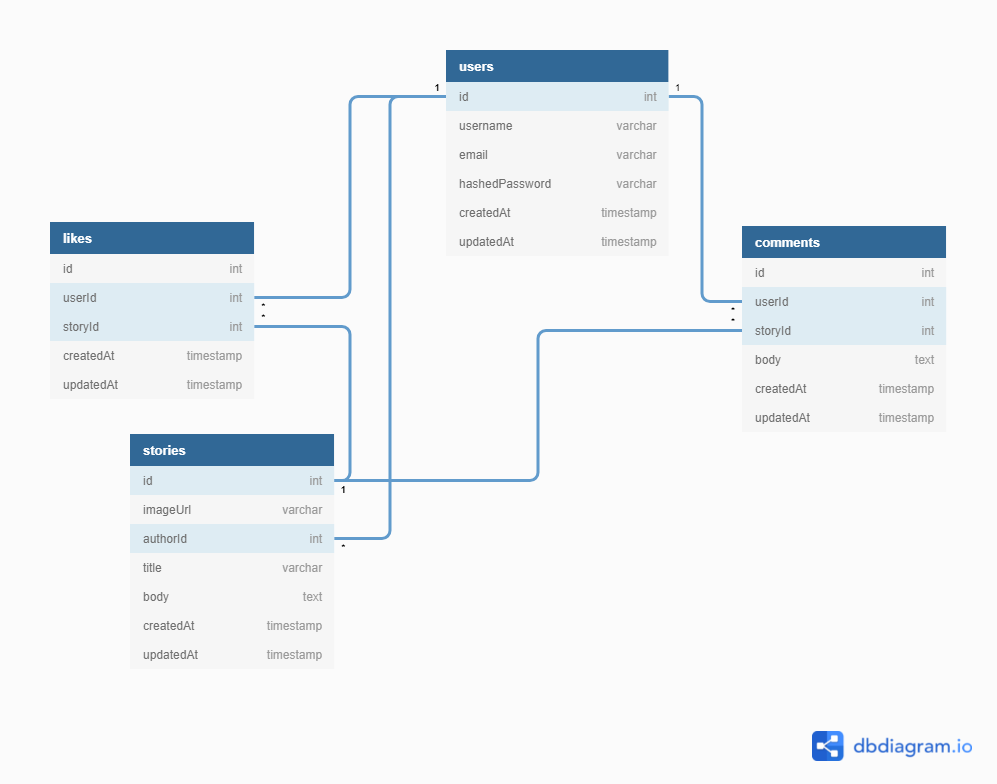 users
1
1
id int
username varchar
email varchar
hashedPassword varchar
createdAt timestamp
updatedAt timestamp
likes
id int
userId int
*
storyId int
*
createdAt timestamp
updatedAt timestamp
comments
id int
userId int
*
storyId int
*
body text
createdAt timestamp
updatedAt timestamp
stories
id int
1
imageUrl varchar
authorId int
*
title varchar
body text
createdAt timestamp
updatedAt timestamp
dbdiagram.io